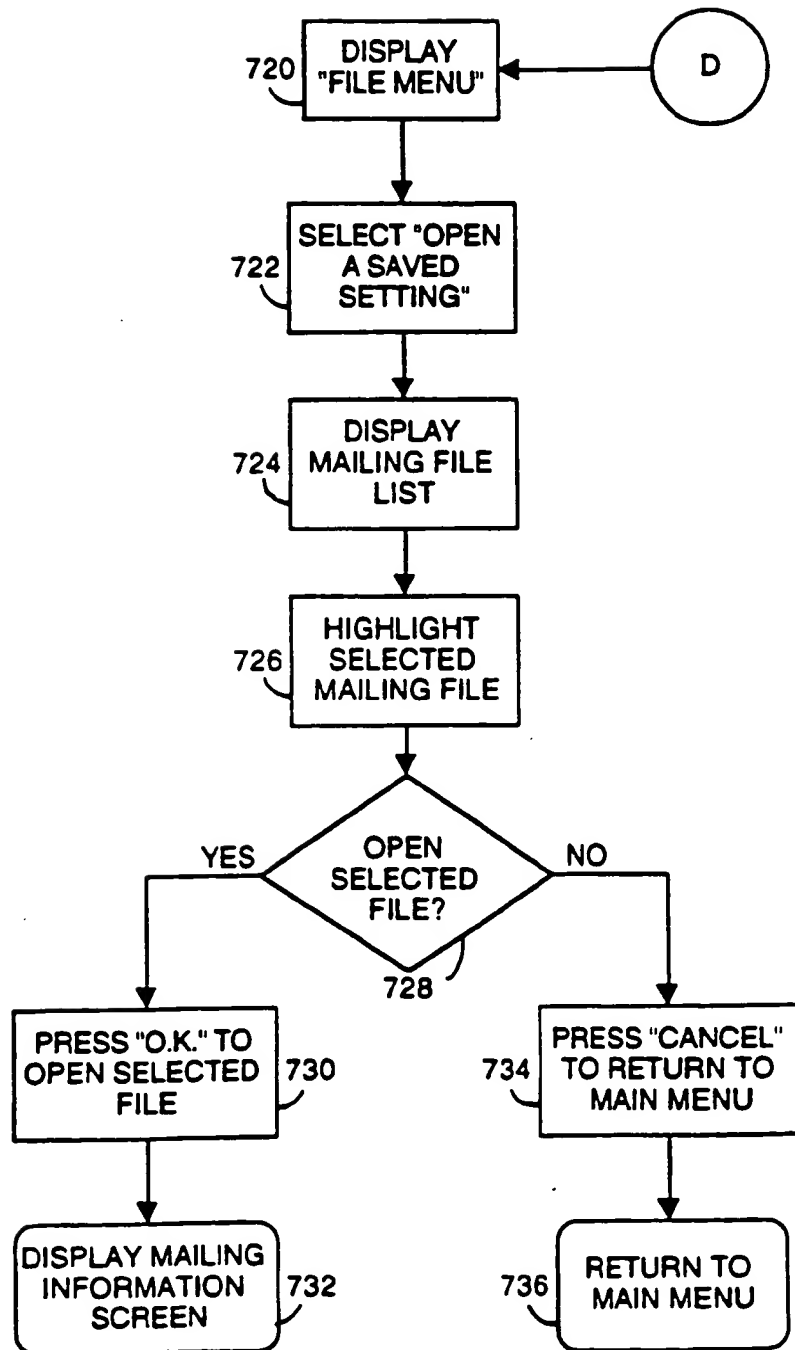 DISPLAY
"FILE MENU"
720
D
SELECT "OPEN
A SAVED
SETTING"
722
DISPLAY
MAILING FILE
LIST
724
HIGHLIGHT
SELECTED
MAILING FILE
726
YES
OPEN
SELECTED
FILE?
NO
728
PRESS "O.K." TO
OPEN SELECTED
FILE
730
734
PRESS "CANCEL"
TO RETURN TO
MAIN MENU
DISPLAY MAILING
INFORMATION
SCREEN
732
736
RETURN TO
MAIN MENU